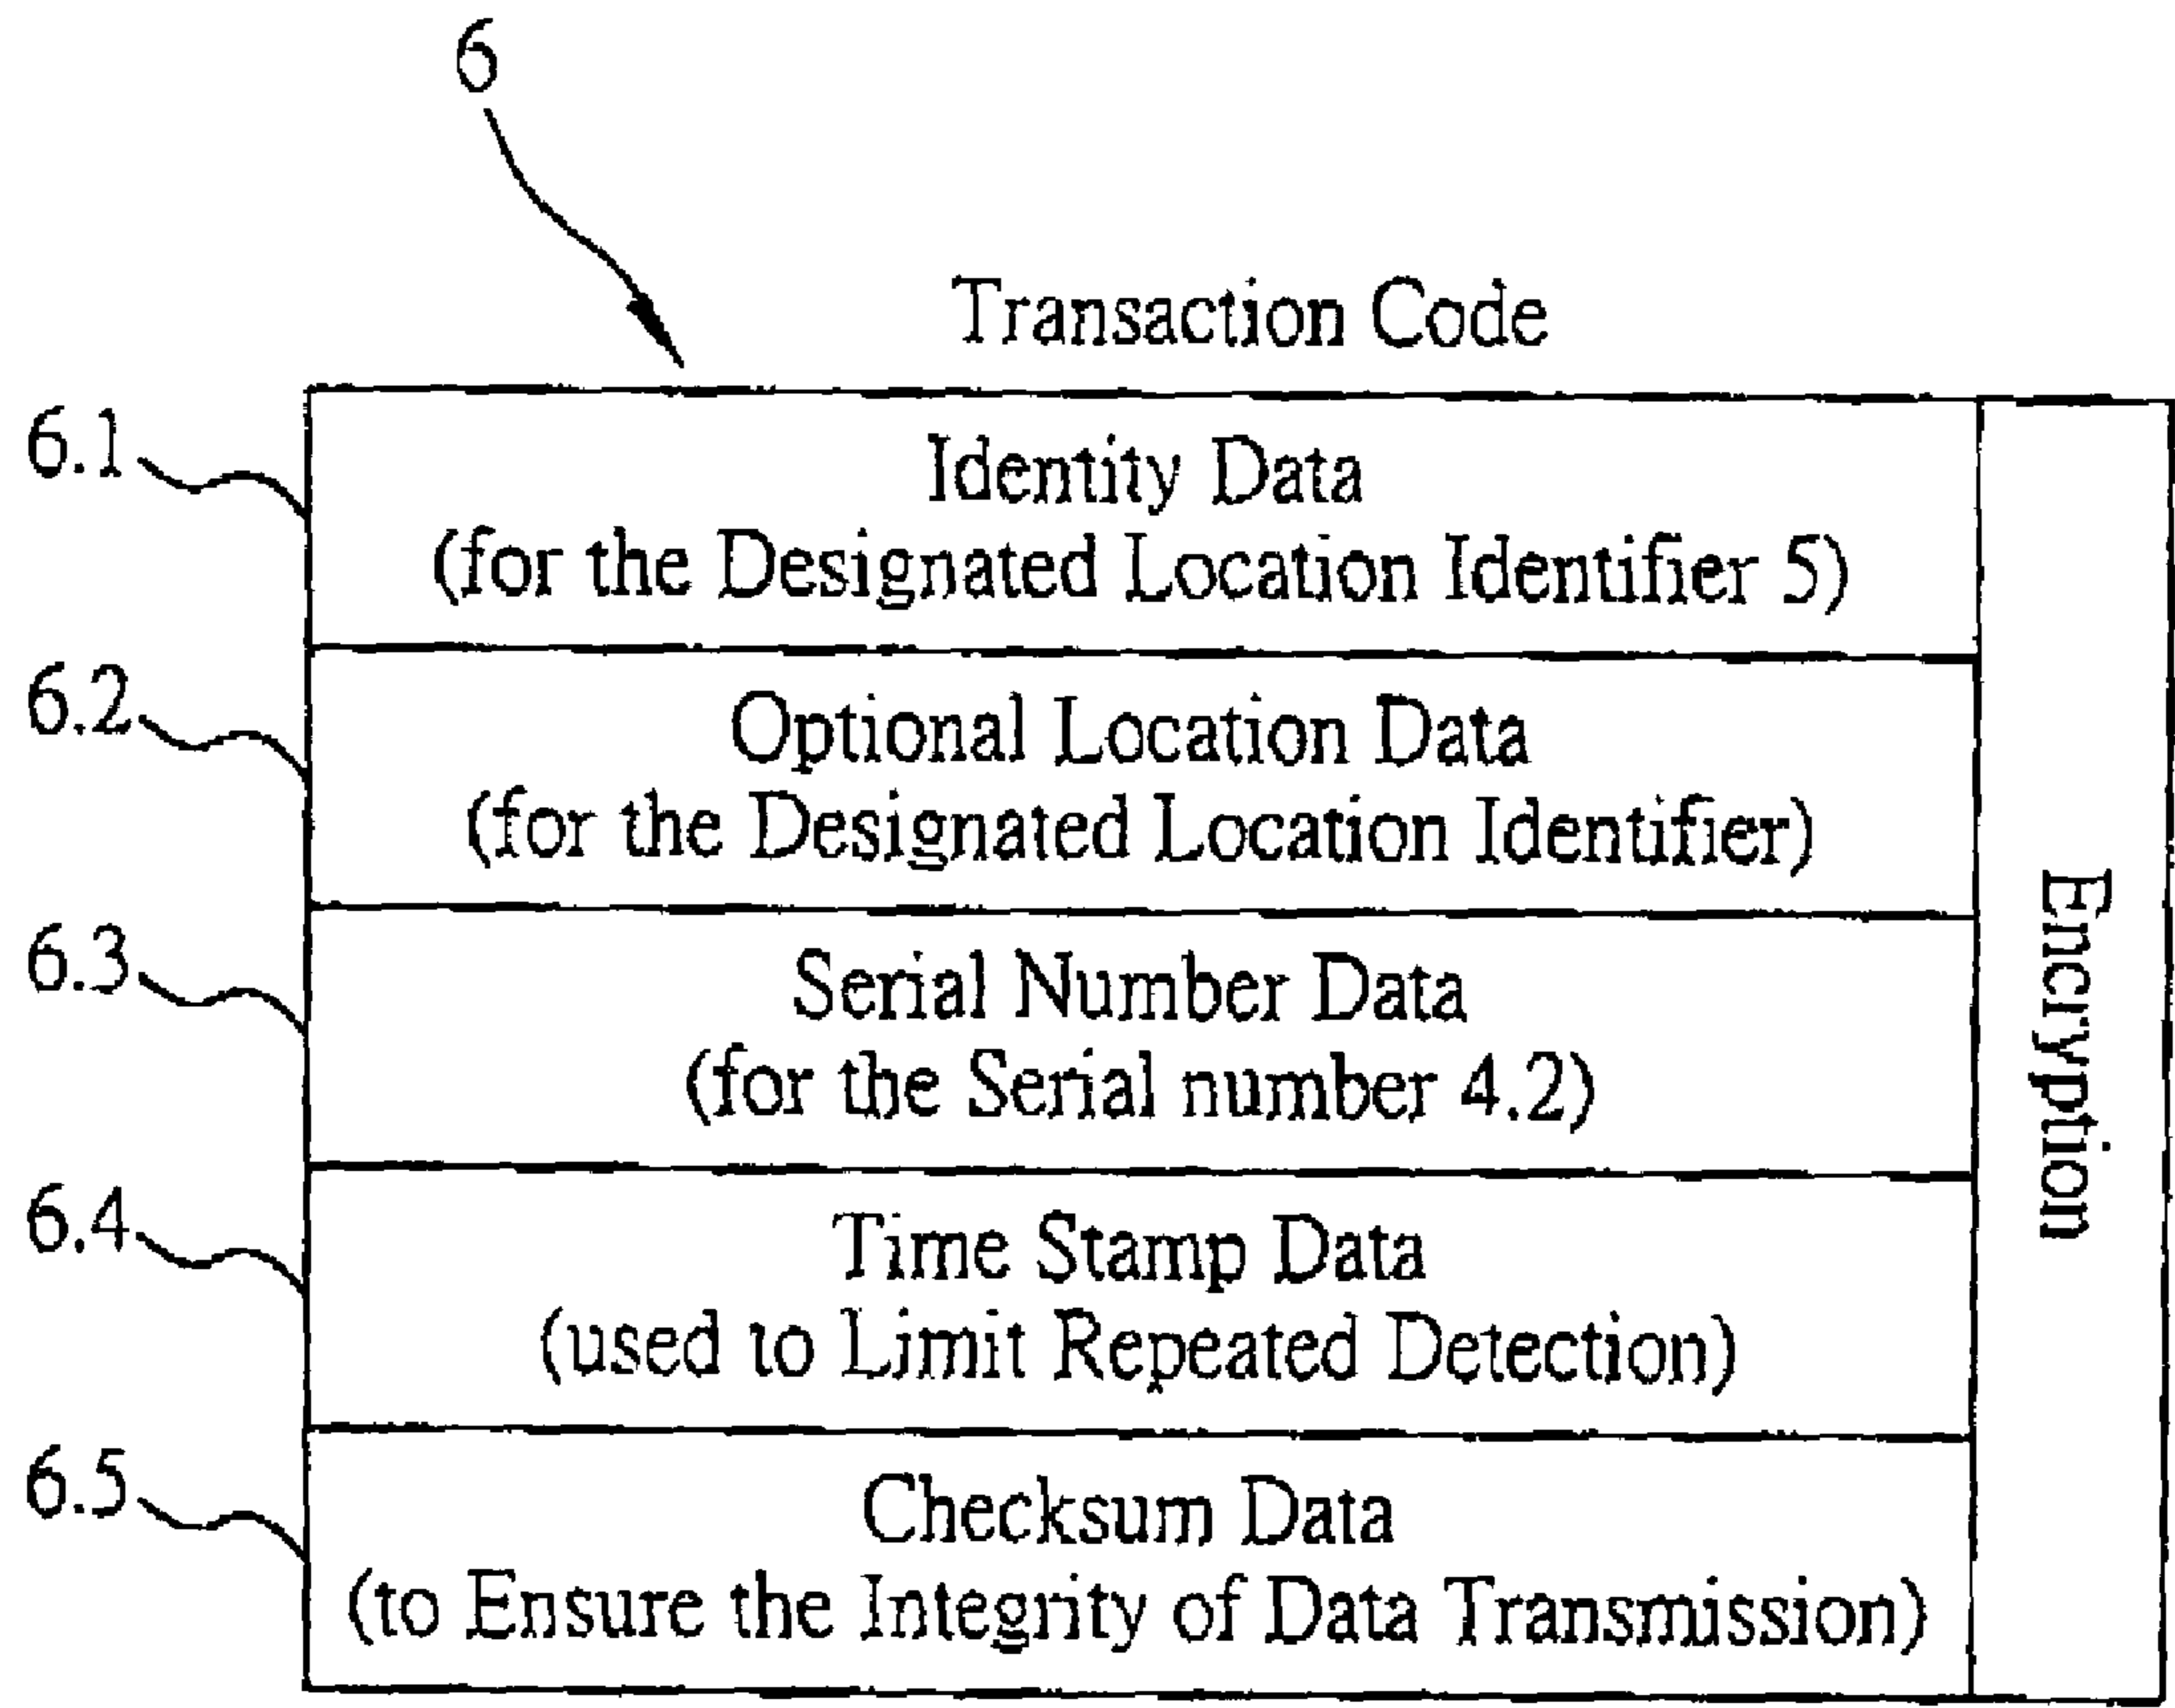 6
Transaction Code
6.1
Identity Data
(for the Designated Location Identifier 5)
6.2
Optional Location Data
(for the Designated Location Identifier)
6.3
Serial Number Data
(for the Serial number 4.2)
6.4
Time Stamp Data
(used to Limit Repeated Detection)
6.5
Checksum Data
(to Ensure the Integrity of Data Transmission)
Encryption